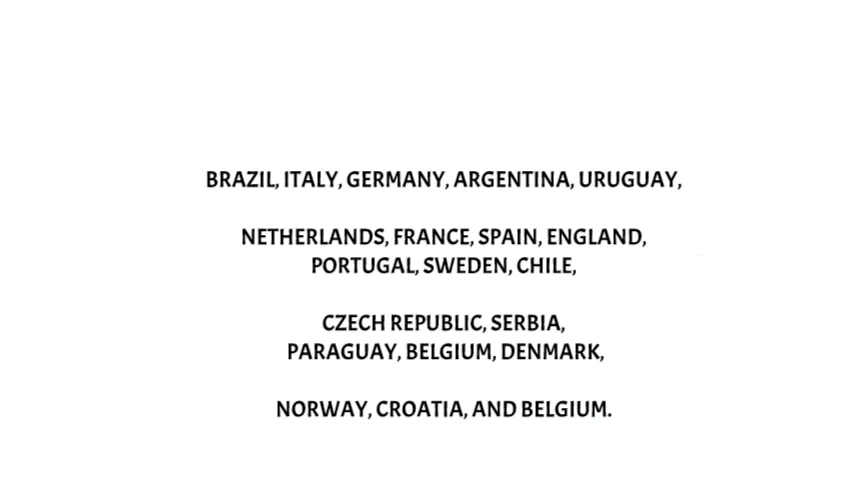 BRAZIL, ITALY, GERMANY, ARGENTINA, URUGUAY,
NETHERLANDS, FRANCE, SPAIN, ENGLAND,
PORTUGAL, SWEDEN, CHILE,
CZECH REPUBLIC, SERBIA,
PARAGUAY, BELGIUM, DENMARK,
NORWAY, CROATIA, AND BELGIUM.